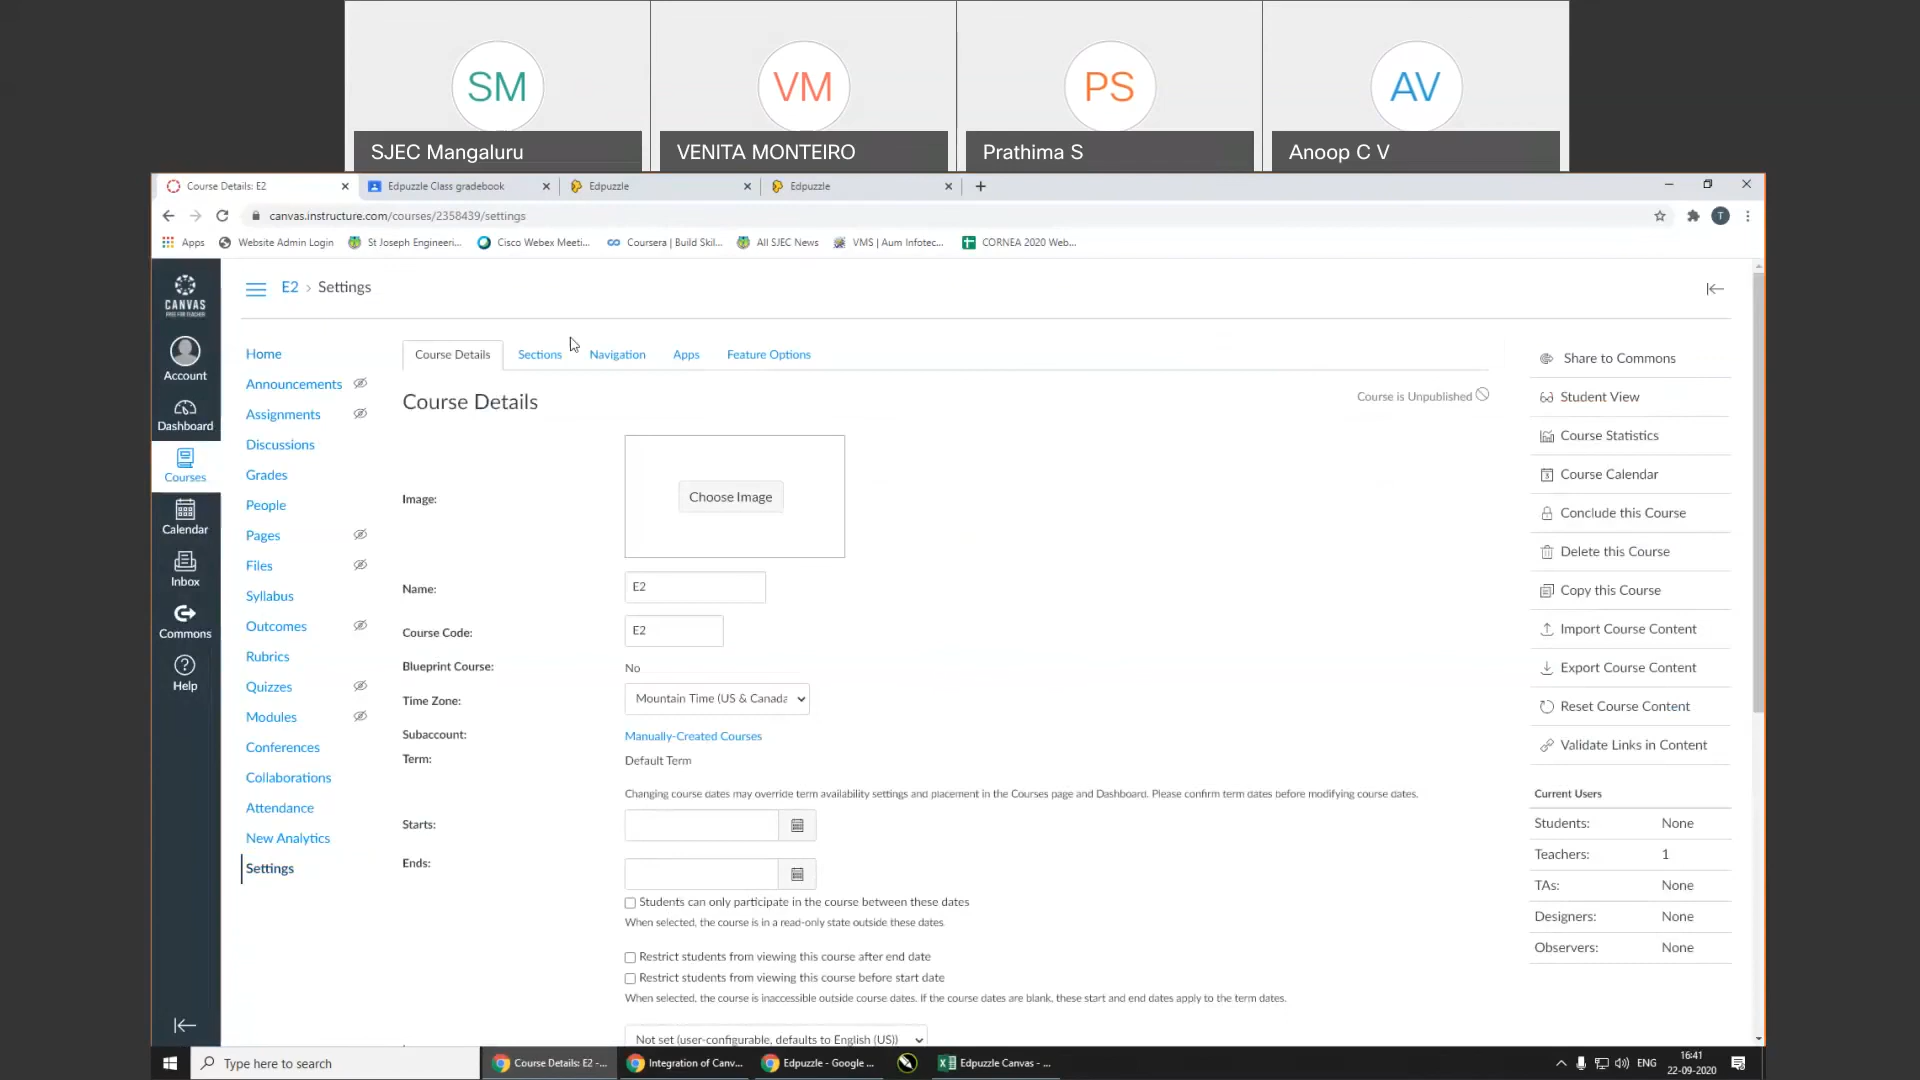 SM
VM
PS
AV
SJEC Mangaluru
VENITA MONTEIRO
Prathima S
Anoop C V
Course Details: E2
Edpuzzle Class gradebook
Edpuzzle
Edpuzzle
canvas.instructure.com/courses/2358439/settings
T
Apps
Website Admin Login
St Joseph Engineeri...
Cisco Webex Meeti...
Coursera | Build Skil...
All SJEC News
VMS | Aum Infotec...
CORNEA 2020 Web...
CANVAS
FREE FOR TEACHER
Account
Dashboard
Courses
Calendar
Inbox
Commons
Help
E2 › Settings
Home
Announcements
Assignments
Discussions
Grades
People
Pages
Files
Syllabus
Outcomes
Rubrics
Quizzes
Modules
Conferences
Collaborations
Attendance
New Analytics
Settings
Course Details
Sections
Navigation
Apps
Feature Options
Course Details
Course is Unpublished
Image:
Choose Image
Name:
E2
Course Code:
E2
Blueprint Course:
No
Time Zone:
Mountain Time (US & Canada
Subaccount:
Manually-Created Courses
Term:
Default Term
Changing course dates may override term availability settings and placement in the Courses page and Dashboard. Please confirm term dates before modifying course dates.
Starts:
Ends:
Students can only participate in the course between these dates
When selected, the course is in a read-only state outside these dates.
Restrict students from viewing this course after end date
Restrict students from viewing this course before start date
When selected, the course is inaccessible outside course dates. If the course dates are blank, these start and end dates apply to the term dates.
Not set (user-configurable, defaults to English (US))
Share to Commons
Student View
Course Statistics
Course Calendar
Conclude this Course
Delete this Course
Copy this Course
Import Course Content
Export Course Content
Reset Course Content
Validate Links in Content
Current Users
Students: None
Teachers: 1
TAs: None
Designers: None
Observers: None
Type here to search
Course Details: E2 -...
Integration of Canv...
Edpuzzle - Google ...
Edpuzzle Canvas - ...
ENG
16:41
22-09-2020